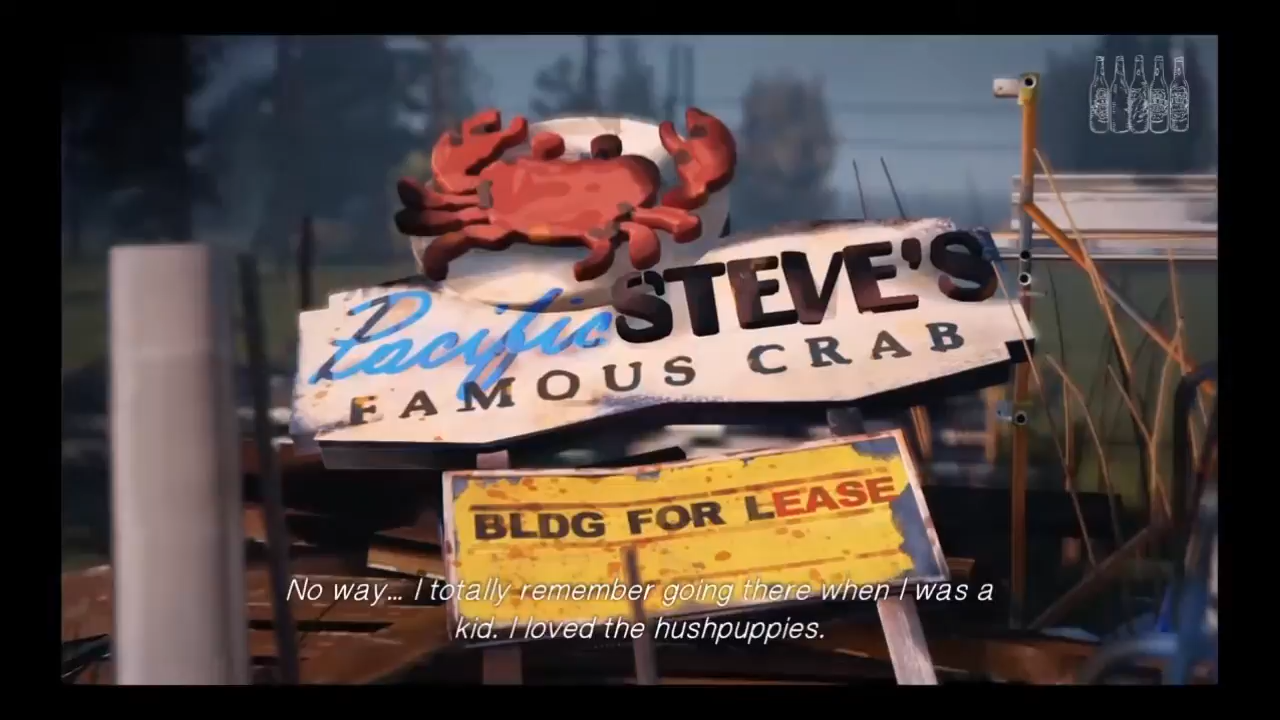 Pacific STEVE'S
FAMOUS CRAB
BLDG FOR LEASE
No way... I totally remember going there when I was a
kid. I loved the hushpuppies.